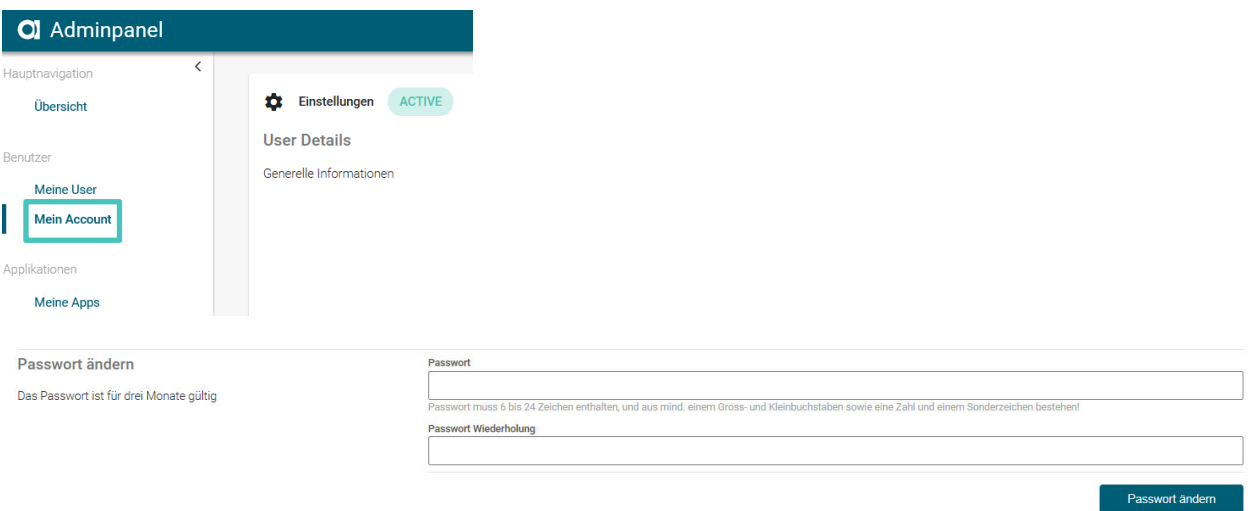 Adminpanel
Hauptnavigation
Übersicht
Benutzer
Meine User
Mein Account
Applikationen
Meine Apps
Einstellungen ACTIVE
User Details
Generelle Informationen
Passwort ändern
Das Passwort ist für drei Monate gültig
Passwort
Passwort muss 6 bis 24 Zeichen enthalten, und aus mind. einem Gross- und Kleinbuchstaben sowie eine Zahl und einem Sonderzeichen bestehen!
Passwort Wiederholung
Passwort ändern